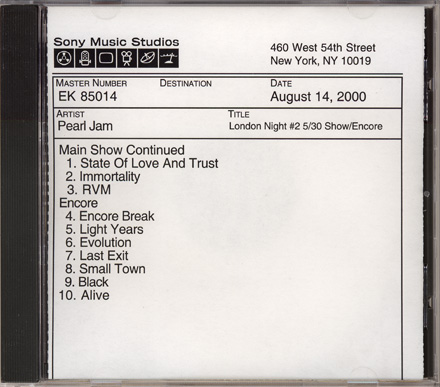 Sony Music Studios
460 West 54th Street
New York, NY 10019
MASTER NUMBER DESTINATION DATE
EK 85014 August 14, 2000
ARTIST TITLE
Pearl Jam London Night #2 5/30 Show/Encore
Main Show Continued
1. State Of Love And Trust
2. Immortality
3. RVM
Encore
4. Encore Break
5. Light Years
6. Evolution
7. Last Exit
8. Small Town
9. Black
10. Alive